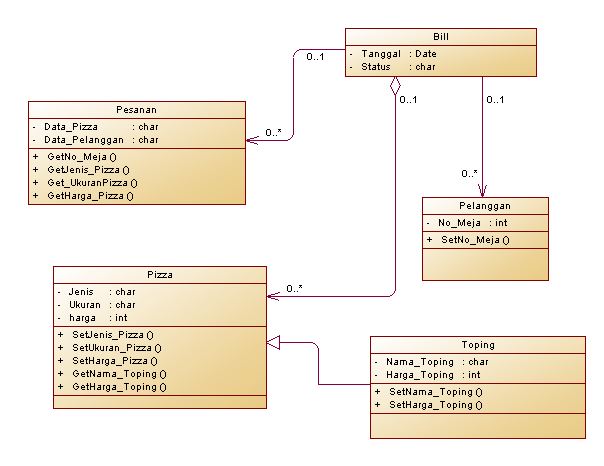 Bill
- Tanggal : Date
- Status : char
0..1
0..1
0..1
0..*
Pesanan
- Data_Pizza : char
- Data_Pelanggan : char
+ GetNo_Meja ()
+ GetJenis_Pizza ()
+ Get_UkuranPizza ()
+ GetHarga_Pizza ()
0..*
Pelanggan
- No_Meja : int
+ SetNo_Meja ()
Pizza
- Jenis : char
- Ukuran : char
- harga : int
+ SetJenis_Pizza ()
+ SetUkuran_Pizza ()
+ SetHarga_Pizza ()
+ GetNama_Toping ()
+ GetHarga_Toping ()
0..*
Toping
- Nama_Toping : char
- Harga_Toping : int
+ SetNama_Toping ()
+ SetHarga_Toping ()